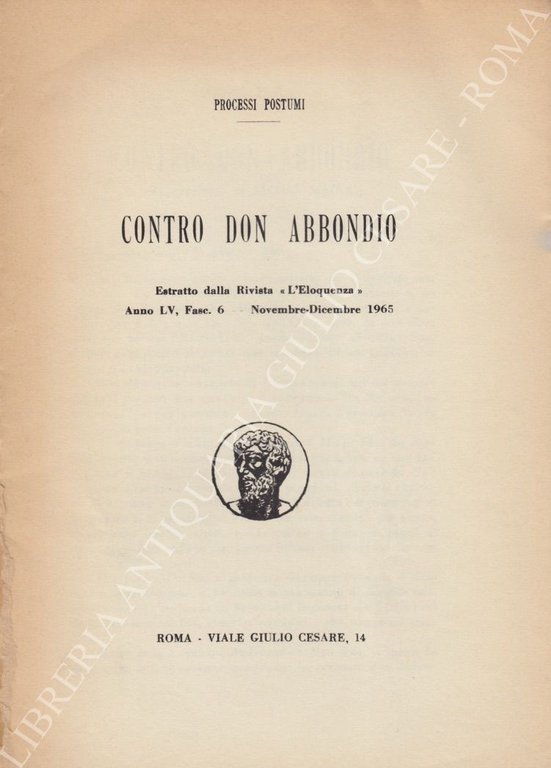 PROCESSI POSTUMI
CONTRO DON ABBONDIO
Estratto dalla Rivista « L'Eloquenza »
Anno LV, Fasc. 6 - Novembre-Dicembre 1965
ROMA - VIALE GIULIO CESARE, 14
LIBRERIA ANTIQUARIA GIULIO CESARE - ROMA